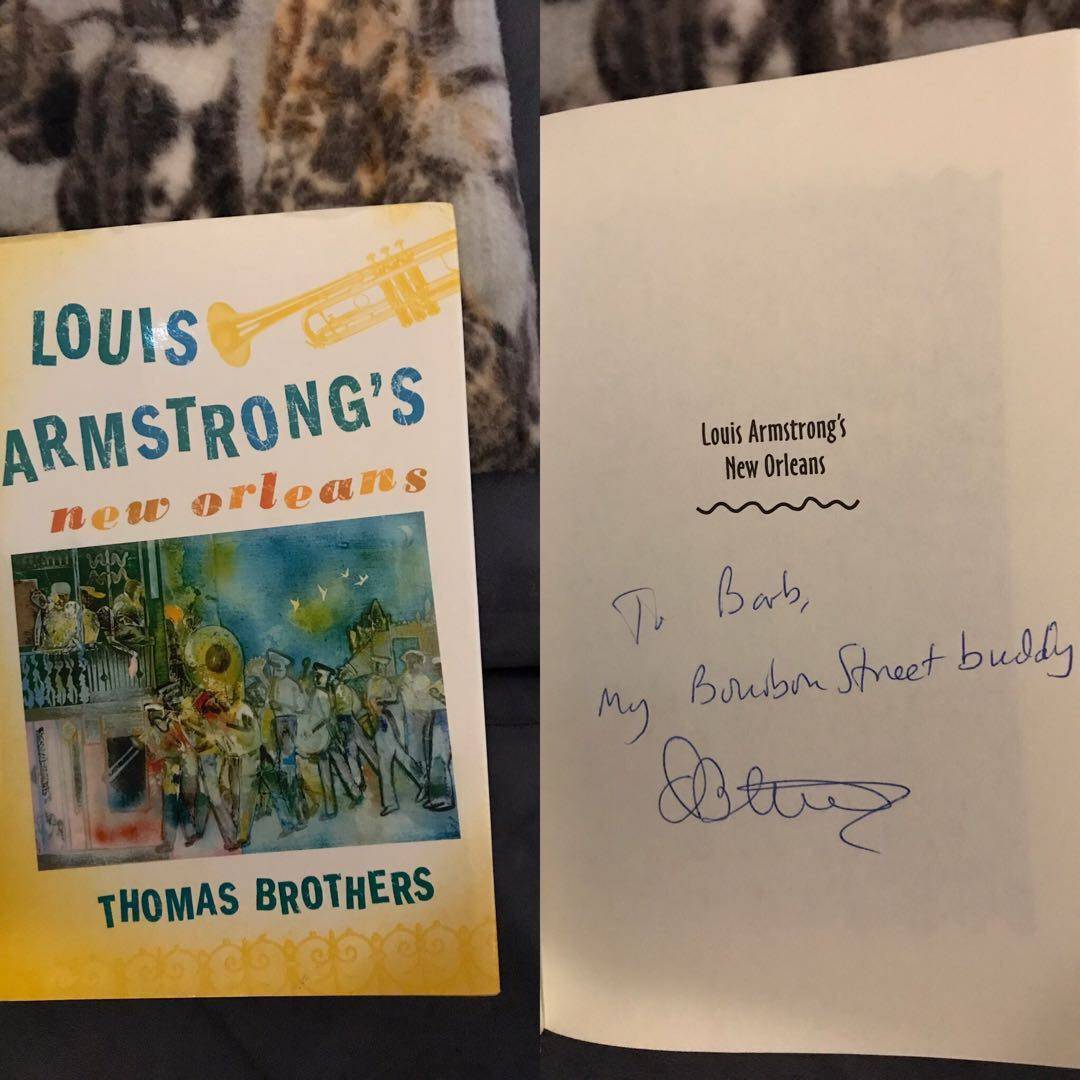 LOUIS
ARMSTRONG'S
new orleans
THOMAS BROTHERS
Louis Armstrong's
New Orleans
To Barb,
My Bourbon Street buddy